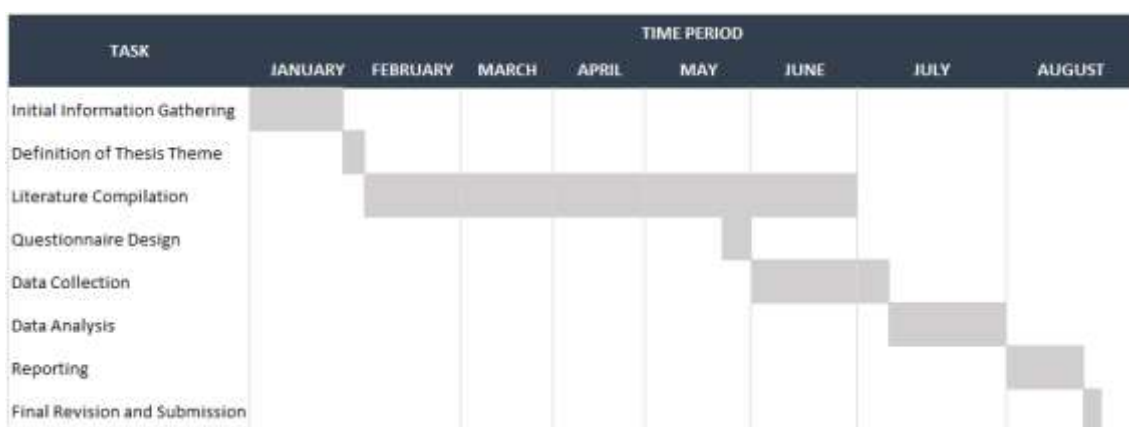 TASK
TIME PERIOD
JANUARY FEBRUARY MARCH APRIL MAY JUNE JULY AUGUST
Initial Information Gathering
Definition of Thesis Theme
Literature Compilation
Questionnaire Design
Data Collection
Data Analysis
Reporting
Final Revision and Submission